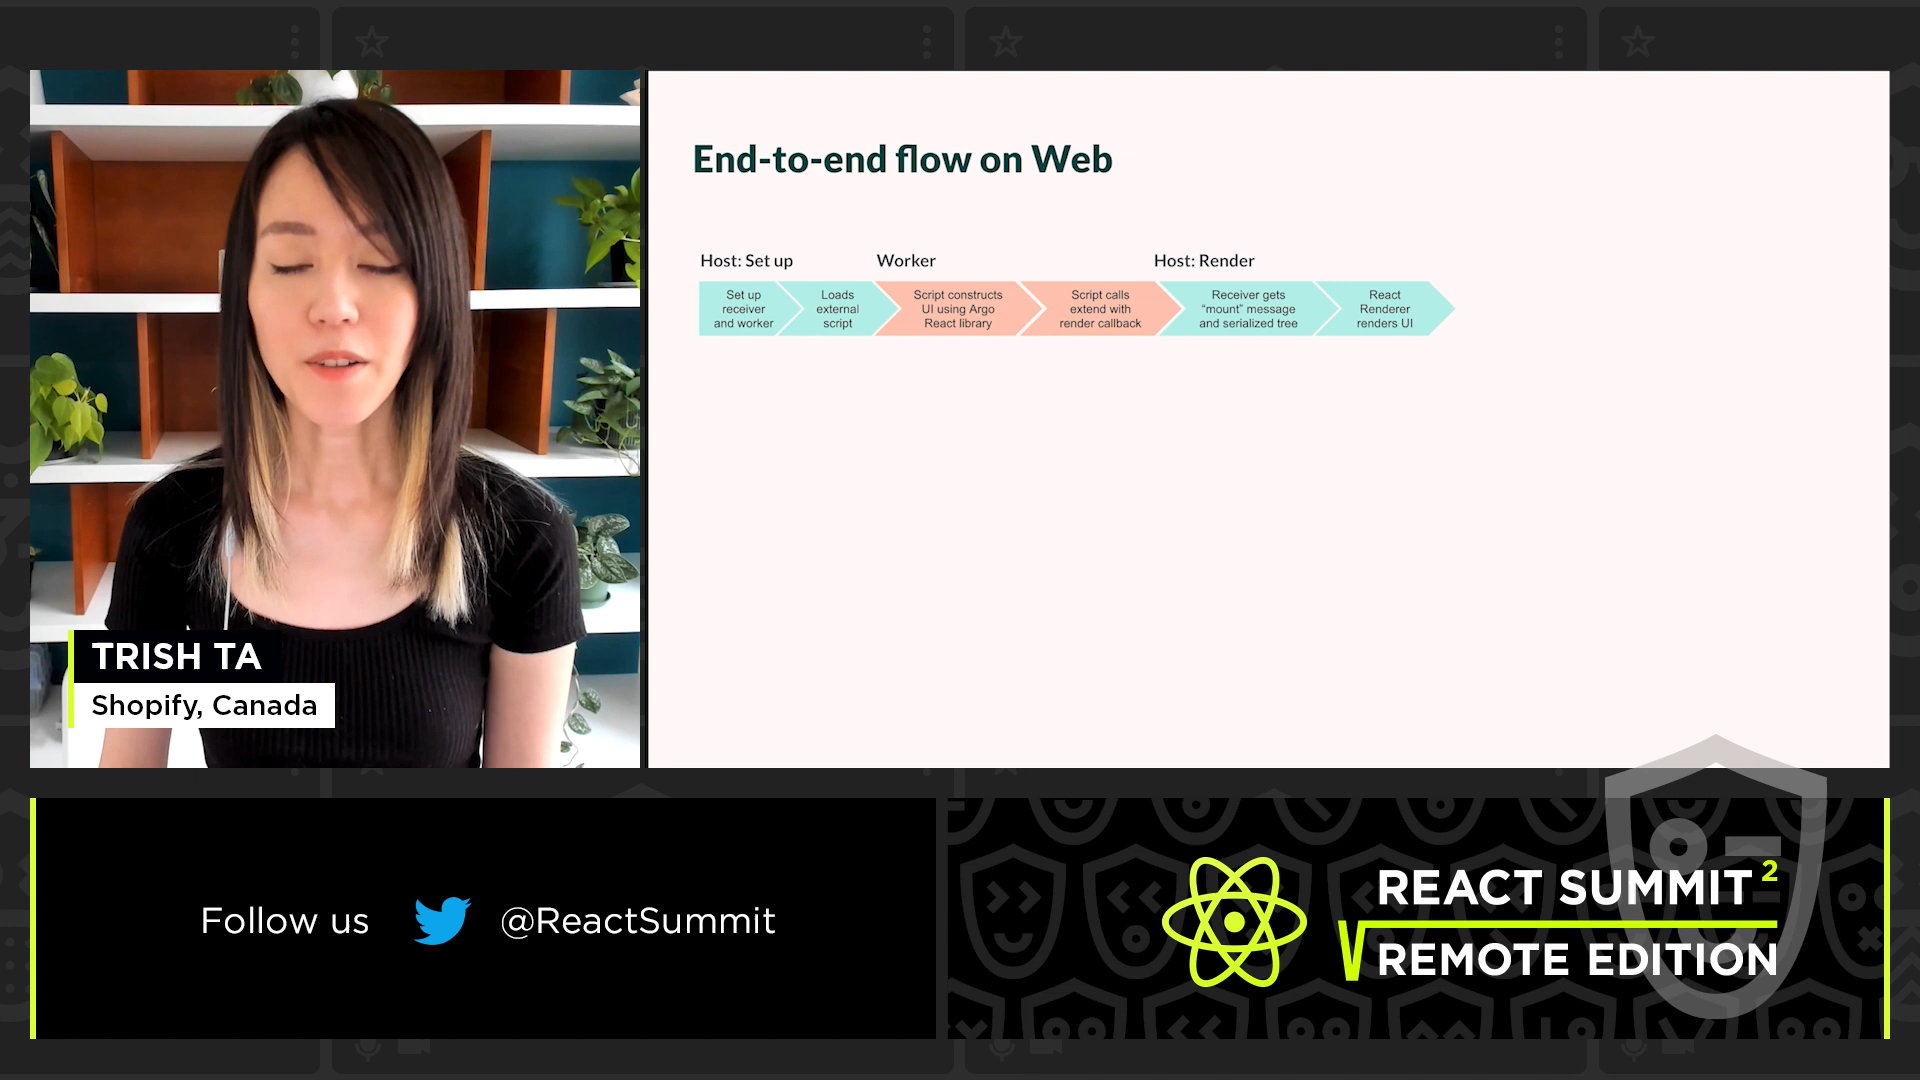 End-to-end flow on Web
Host: Set up
Worker
Host: Render
Set up
receiver
and worker
Loads
external
script
Script constructs
UI using Argo
React library
Script calls
extend with
render callback
Receiver gets
“mount” message
and serialized tree
React
Renderer
renders UI
TRISH TA
Shopify, Canada
Follow us
@ReactSummit
REACT SUMMIT 2
REMOTE EDITION